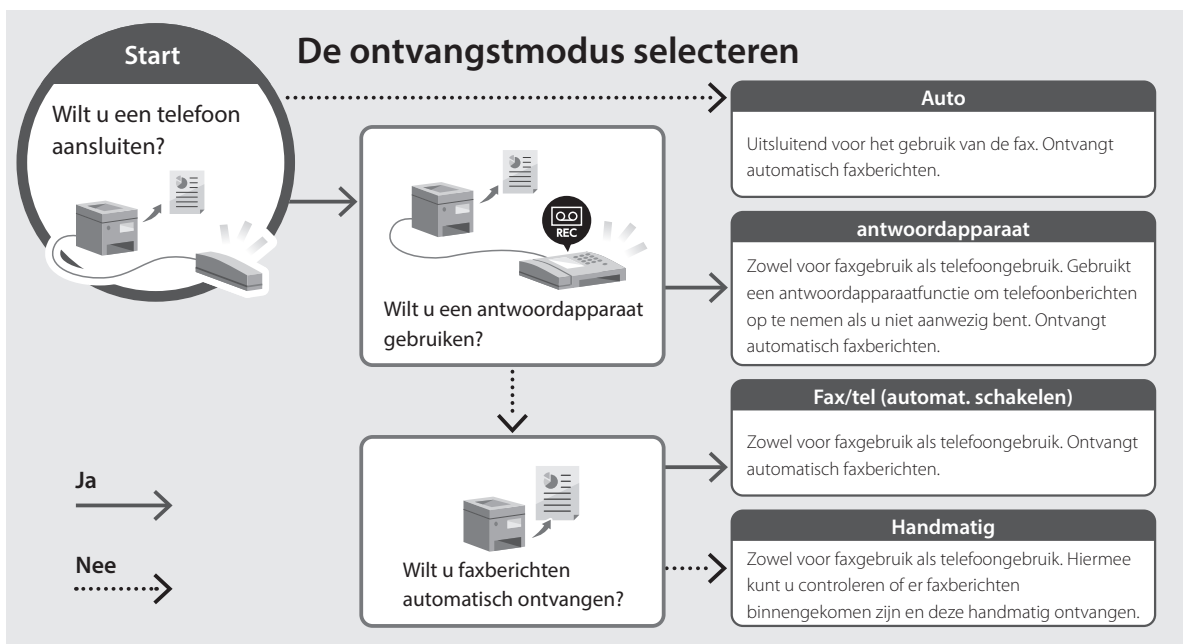 De ontvangstmodus selecteren
Start
Wilt u een telefoon
aansluiten?
REC
Wilt u een antwoordapparaat
gebruiken?
Wilt u faxberichten
automatisch ontvangen?
Auto
Uitsluitend voor het gebruik van de fax. Ontvangt
automatisch faxberichten.
antwoordapparaat
Zowel voor faxgebruik als telefoongebruik. Gebruikt
een antwoordapparaatfunctie om telefoonberichten
op te nemen als u niet aanwezig bent. Ontvangt
automatisch faxberichten.
Fax/tel (automat. schakelen)
Zowel voor faxgebruik als telefoongebruik. Ontvangt
automatisch faxberichten.
Handmatig
Zowel voor faxgebruik als telefoongebruik. Hiermee
kunt u controleren of er faxberichten
binnengekomen zijn en deze handmatig ontvangen.
Ja
Nee